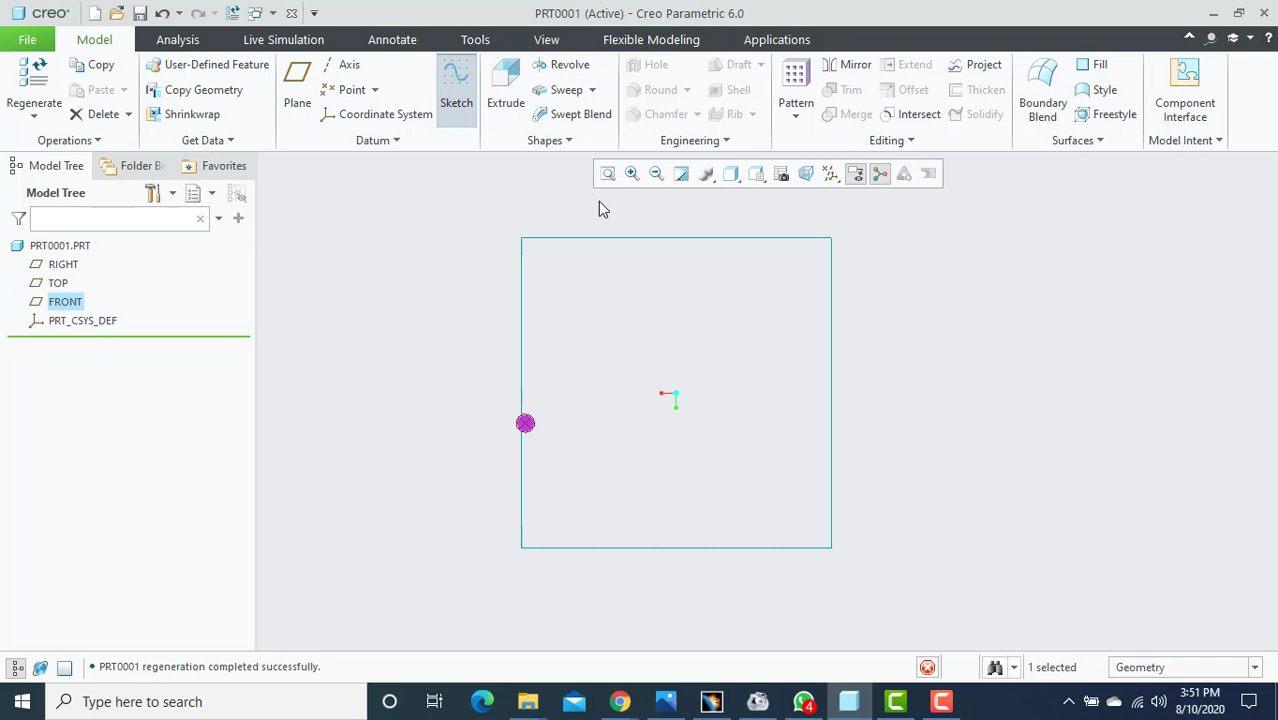 creo PRT0001 (Active) - Creo Parametric 6.0
File Model Analysis Live Simulation Annotate Tools View Flexible Modeling Applications
Regenerate Copy Paste Delete
Operations
User-Defined Feature Copy Geometry Shrinkwrap
Get Data
Plane Axis Point Coordinate System Sketch
Datum
Extrude Revolve Sweep Swept Blend
Shapes
Hole Round Chamfer Draft Shell Rib
Engineering
Pattern Mirror Trim Merge Extend Offset Intersect Project Thicken Solidify
Editing
Boundary Blend Fill Style Freestyle
Surfaces
Component Interface
Model Intent
Model Tree Folder B Favorites
Model Tree
PRT0001.PRT
RIGHT
TOP
FRONT
PRT_CSYS_DEF
• PRT0001 regeneration completed successfully. 1 selected Geometry
Type here to search 4 3:51 PM
8/10/2020